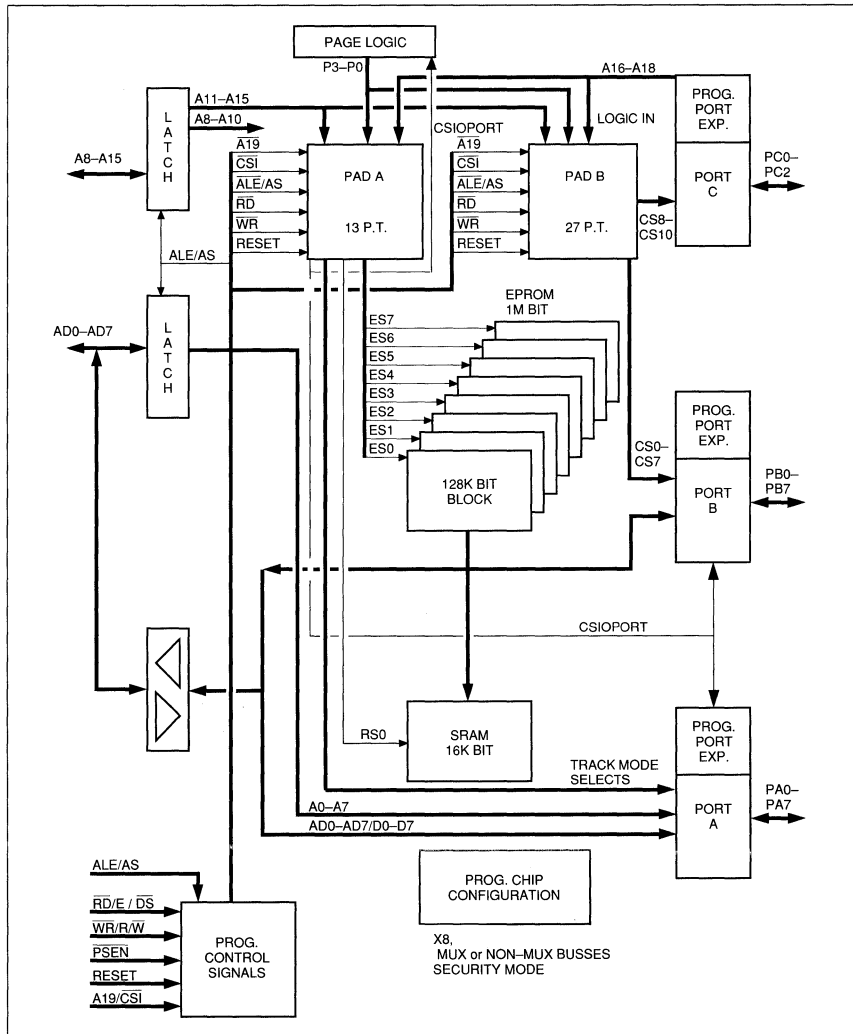 PAGE LOGIC
P3–P0
A16–A18
A11–A15
A8–A10
LATCH
A8–A15
CSIOPORT
LOGIC IN
PROG.
PORT
EXP.
A19
CSI
ALE/AS
RD
WR
RESET
PAD A
13 P.T.
A19
CSI
ALE/AS
RD
WR
RESET
PAD B
27 P.T.
PORT
C
PC0–
PC2
CS8–
CS10
ALE/AS
AD0–AD7
LATCH
EPROM
1M BIT
ES7
ES6
ES5
ES4
ES3
ES2
ES1
ES0
128K BIT
BLOCK
CS0–
CS7
PROG.
PORT
EXP.
PORT
B
PB0–
PB7
CSIOPORT
RS0
SRAM
16K BIT
PROG.
PORT
EXP.
TRACK MODE
SELECTS
A0–A7
AD0–AD7/D0–D7
PORT
A
PA0–
PA7
ALE/AS
RD/E / DS
WR/R/W
PSEN
RESET
A19/CSI
PROG.
CONTROL
SIGNALS
PROG. CHIP
CONFIGURATION
X8,
MUX or NON–MUX BUSSES
SECURITY MODE